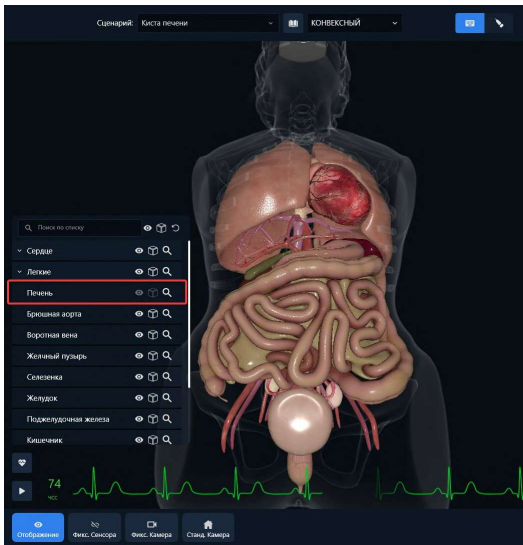 Сценарий: Киста печени КОНВЕКСНЫЙ
Поиск по списку
Сердце
Легкие
Печень
Брюшная аорта
Воротная вена
Желчный пузырь
Селезенка
Желудок
Поджелудочная железа
Кишечник
74
ЧСС
Отображение Фикс. Сенсора Фикс. Камера Станд. Камера